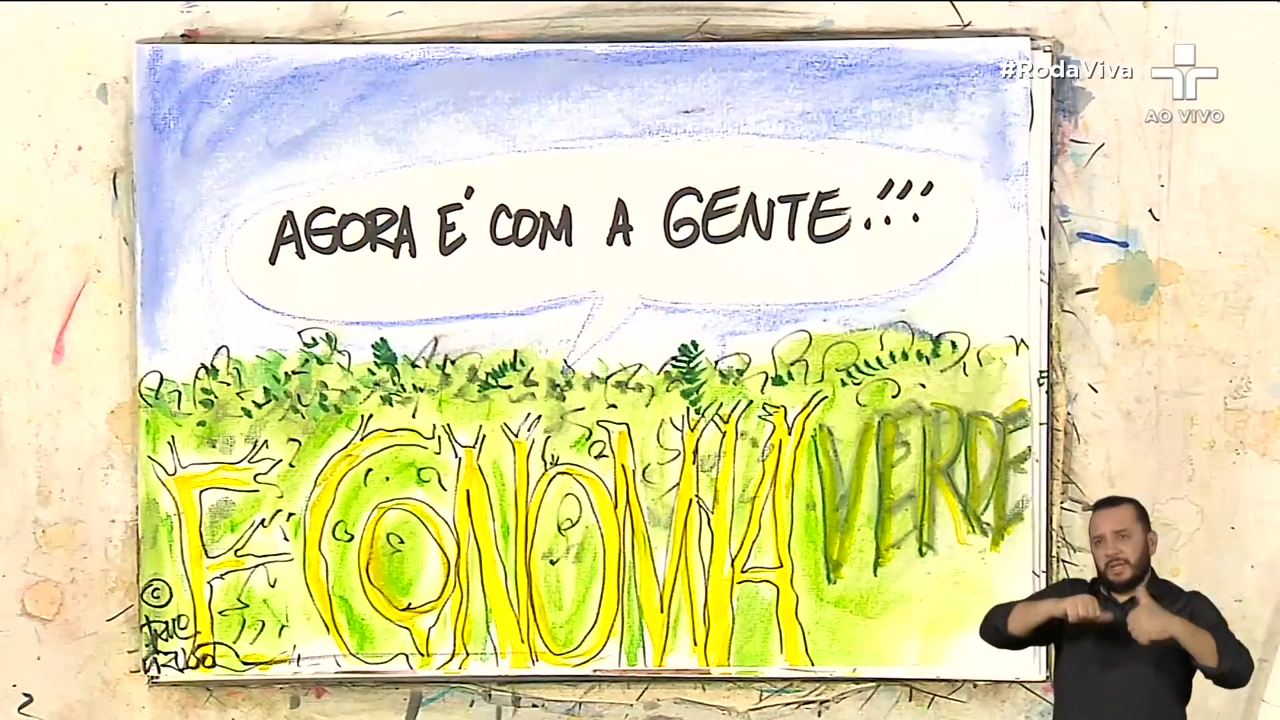 #RodaViva
AO VIVO
AGORA É COM A GENTE!!!
ECONOMIA VERDE
©